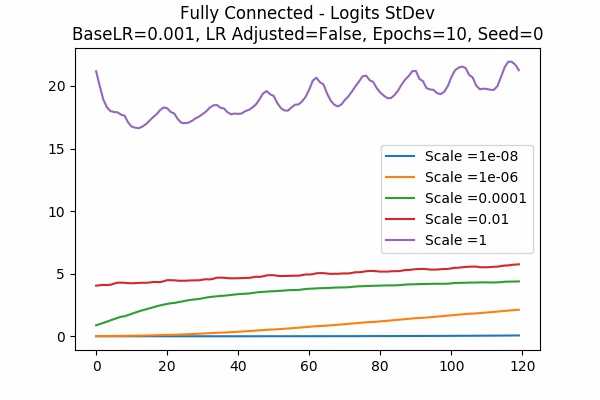 Fully Connected - Logits StDev
BaseLR=0.001, LR Adjusted=False, Epochs=10, Seed=0
20
15
10
5
0
Scale =1e-08
Scale =1e-06
Scale =0.0001
Scale =0.01
Scale =1
0 20 40 60 80 100 120